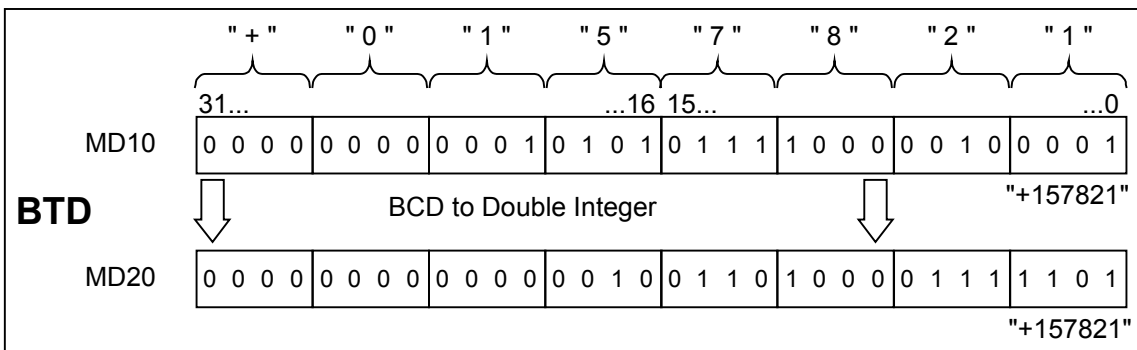 " + " " 0 " " 1 " " 5 " " 7 " " 8 " " 2 " " 1 "
31... ...16 15... ...0
MD10 0 0 0 0 0 0 0 0 0 0 0 1 0 1 0 1 0 1 1 1 1 0 0 0 0 0 1 0 0 0 0 1
"+157821"
BTD BCD to Double Integer
MD20 0 0 0 0 0 0 0 0 0 0 0 0 0 0 1 0 0 1 1 0 1 0 0 0 0 1 1 1 1 1 0 1
"+157821"